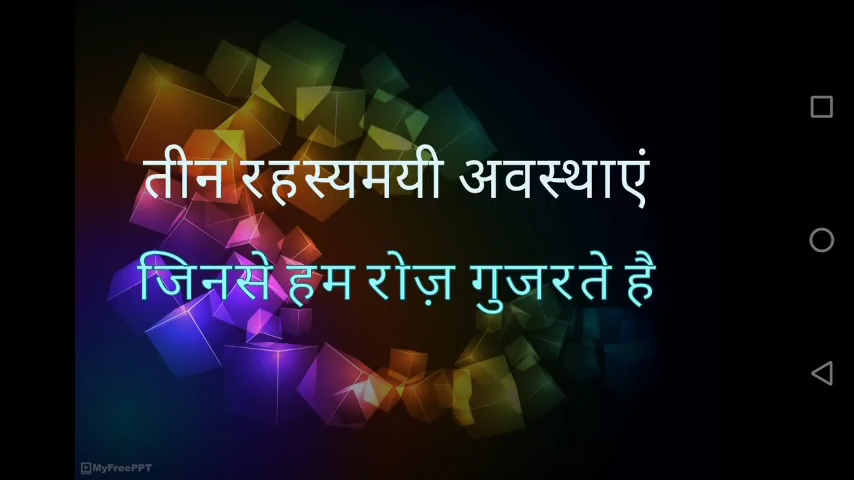 तीन रहस्यमयी अवस्थाएं
जिनसे हम रोज़ गुजरते है
MyFreePPT